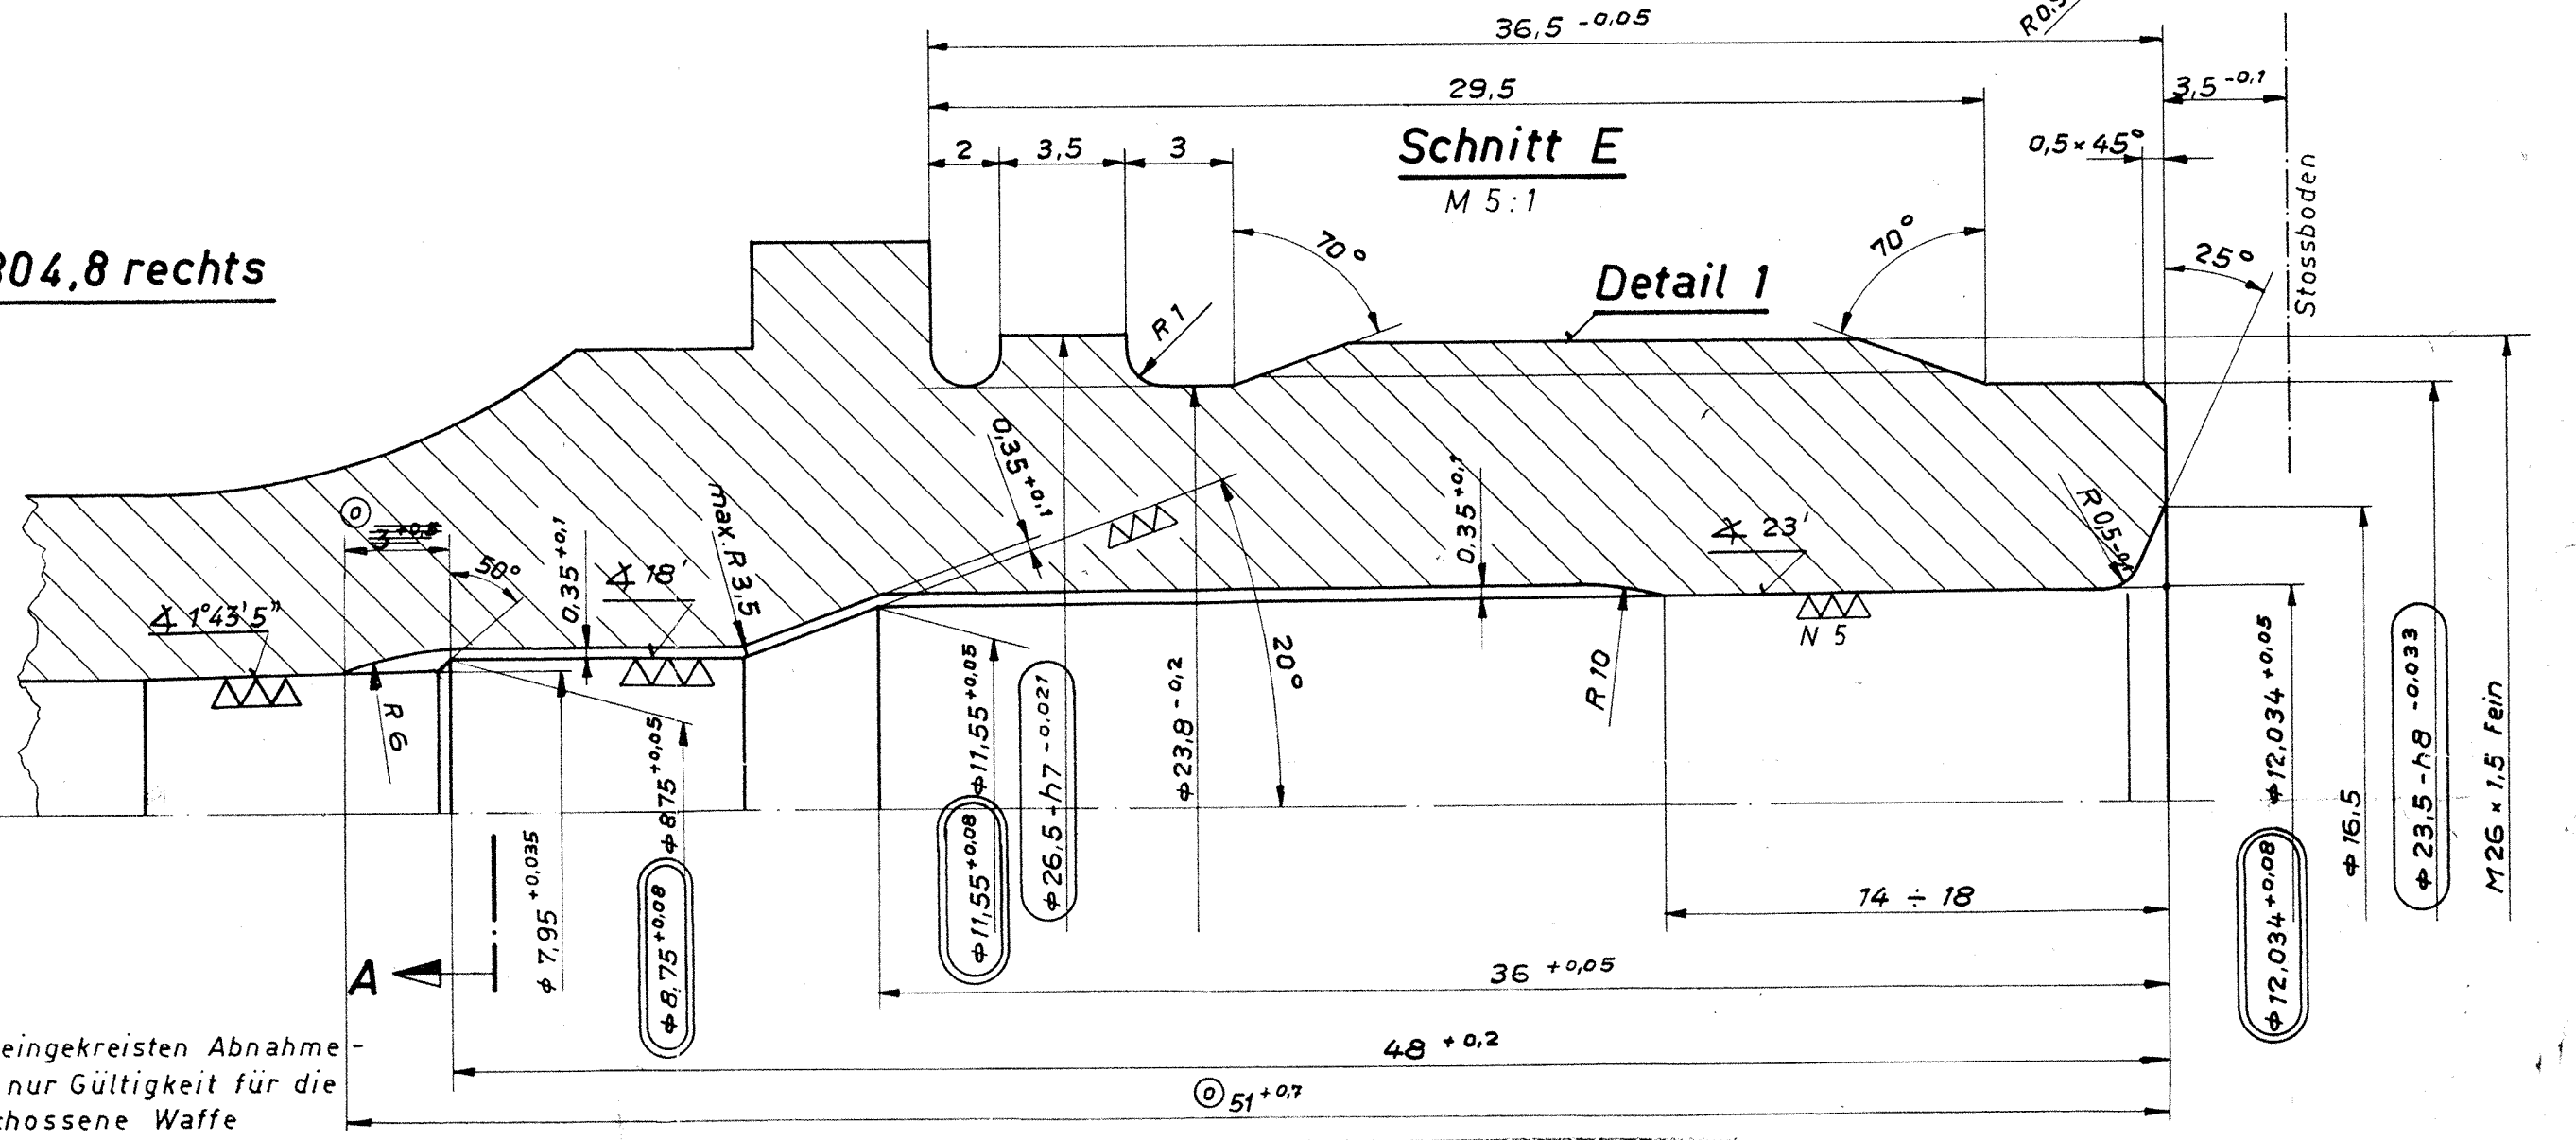 36,5 -0,05
29,5
3,5 -0,1
2
3,5
3
Schnitt E
M 5:1
0,5 × 45°
Stossboden
804,8 rechts
70°
70°
25°
Detail 1
R 1
0,35 +0,1
max. R 3,5
0
3 +0,8
50°
0,35 +0,1
∡ 18'
∡ 1°43'5"
R 6
0,35 +0,1
∡ 23'
N 5
R 10
20°
φ 7,95 +0,035
φ 8,75 +0,05
φ 8,75 +0,08
φ 11,55 +0,05
φ 11,55 +0,08
φ 26,5 - h7 -0,021
φ 23,8 -0,2
φ 12,034 +0,05
φ 12,034 +0,08
φ 16,5
φ 23,5 - h8 -0,033
M26 × 1,5 Fein
A
14 ÷ 18
36 +0,05
48 +0,2
0 51 +0,7
eingekreisten Abnahme -
nur Gültigkeit für die
chossene Waffe